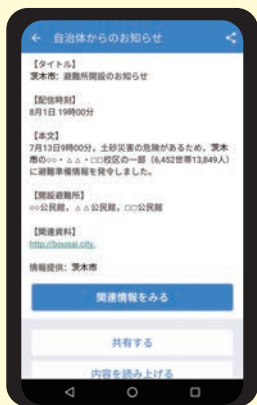 自治体からのお知らせ
【タイトル】
茨木市: 避難所開設のお知らせ
【配信時刻】
8月1日 19時00分
【本文】
7月13日9時00分，土砂災害の危険があるため，茨木
市の○○・△△・□□校区の一部（6,452世帯13,849人）
に避難準備情報を発令しました。
【開設避難所】
○○公民館，△△公民館，□□公民館
【関連資料】
http://bousai.city.
情報提供: 茨木市
関連情報をみる
共有する
内容を読み上げる